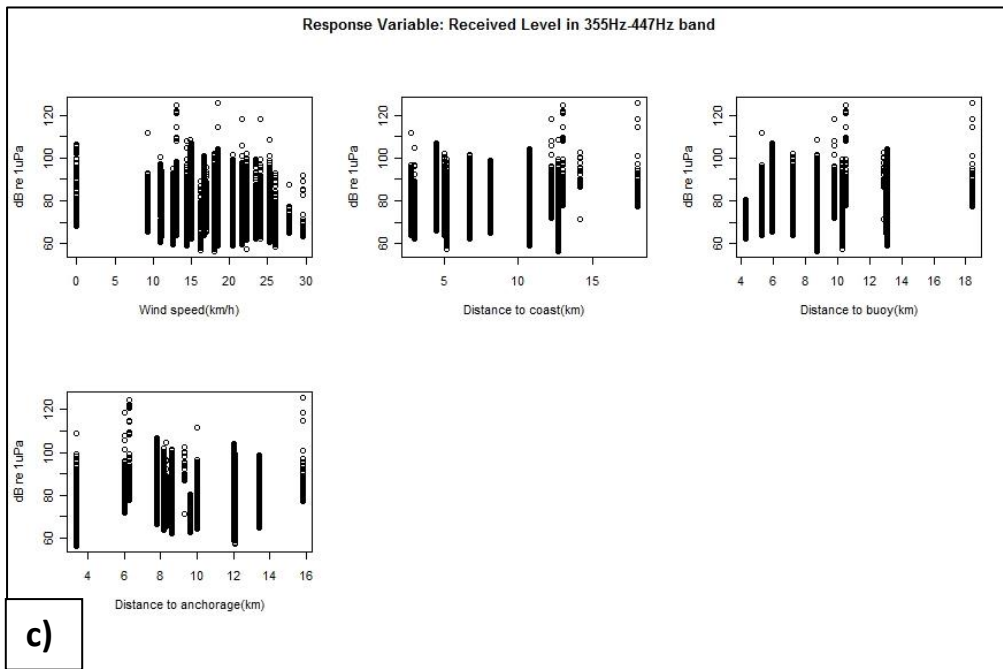 Response Variable: Received Level in 355Hz-447Hz band
dB re 1uPa
60 80 100 120
0 5 10 15 20 25 30
Wind speed(km/h)
dB re 1uPa
60 80 100 120
5 10 15
Distance to coast(km)
dB re 1uPa
60 80 100 120
4 6 8 10 12 14 16 18
Distance to buoy(km)
dB re 1uPa
60 80 100 120
4 6 8 10 12 14 16
Distance to anchorage(km)
c)